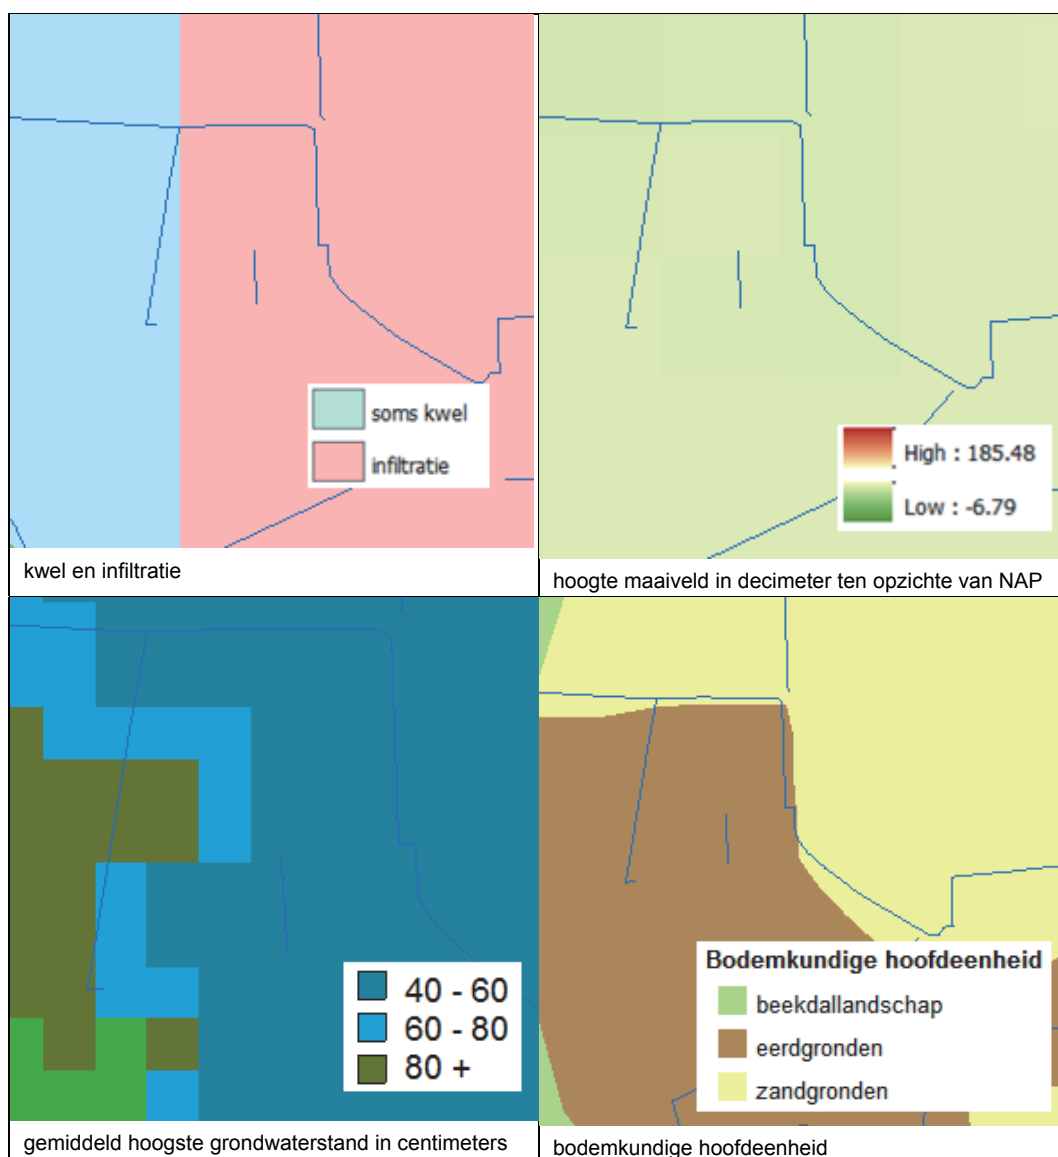 soms kwel
infiltratie
kwel en infiltratie
High : 185.48
Low : -6.79
hoogte maaiveld in decimeter ten opzichte van NAP
40 - 60
60 - 80
80 +
gemiddeld hoogste grondwaterstand in centimeters
Bodemkundige hoofdeenheid
beekdallandschap
eerdgronden
zandgronden
bodemkundige hoofdeenheid